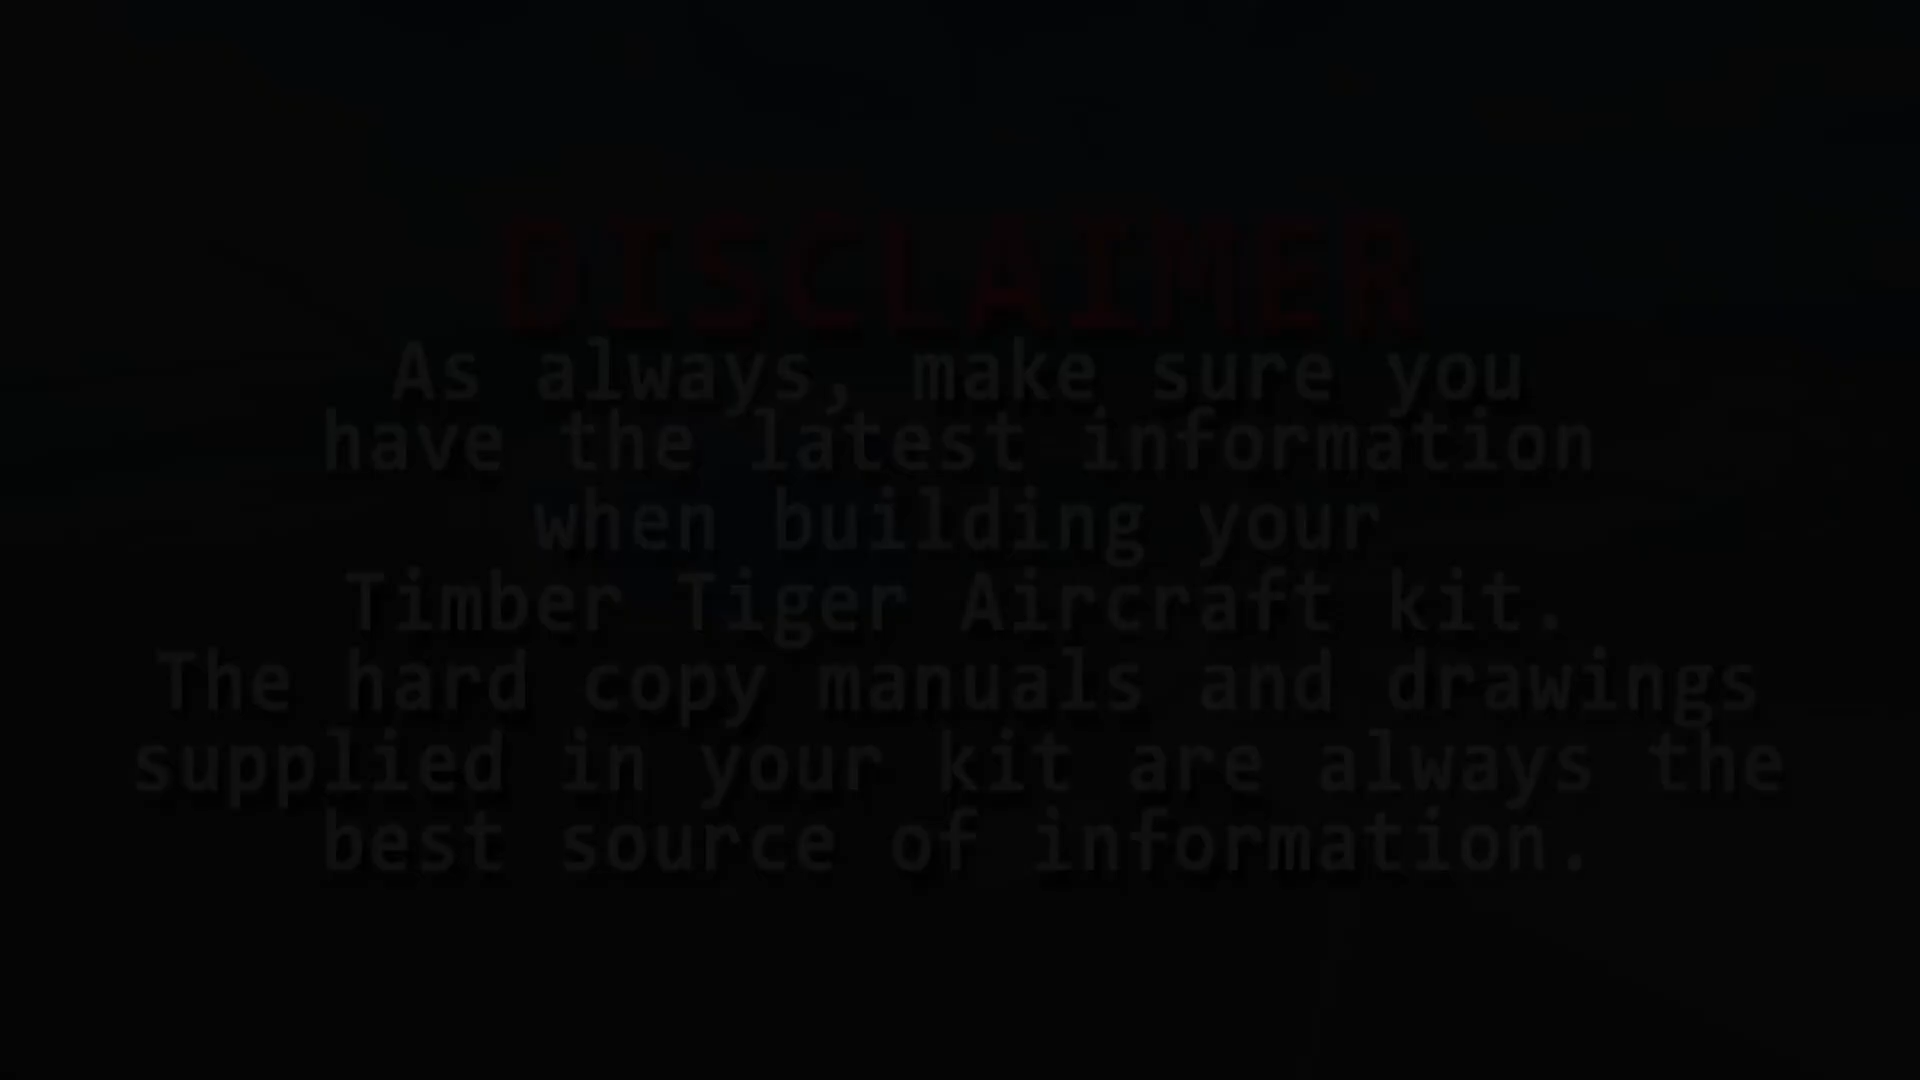 DISCLAIMER
As always, make sure you
have the latest information
when building your
Timber Tiger Aircraft kit.
The hard copy manuals and drawings
supplied in your kit are always the
best source of information.